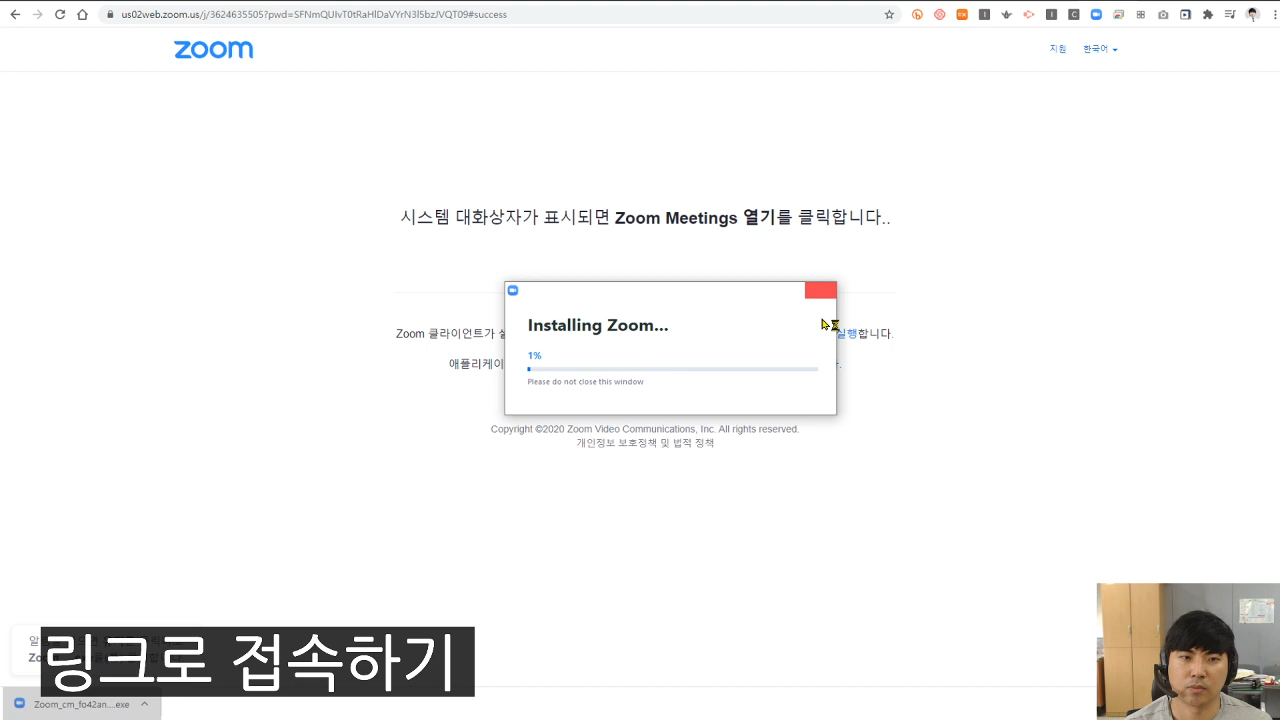 us02web.zoom.us/j/3624635505?pwd=SFNmQUIvT0tRaHlDaVYrN3l5bzJVQT09#success
zoom
지원
한국어
시스템 대화상자가 표시되면 Zoom Meetings 열기를 클릭합니다..
Installing Zoom...
1%
Please do not close this window
Zoom 클라이언트가
실행합니다.
애플리케이
Copyright ©2020 Zoom Video Communications, Inc. All rights reserved.
개인정보 보호정책 및 법적 정책
링크로 접속하기
Zoom_cm_fo42an....exe